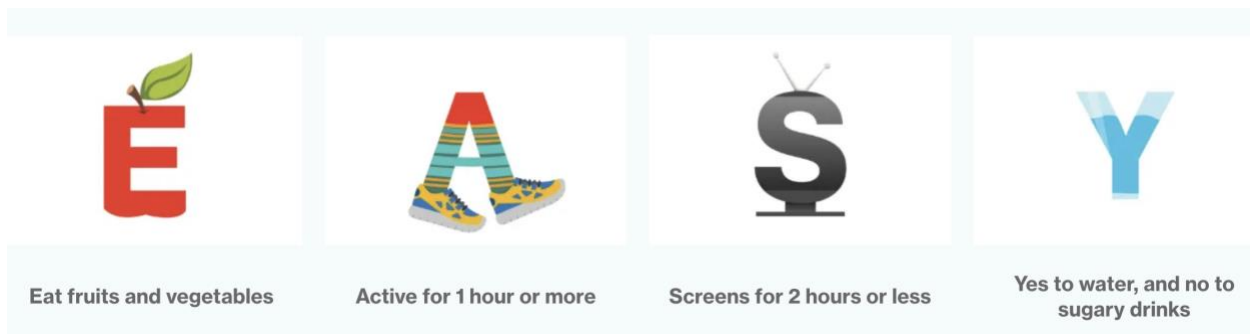 E A S Y
Eat fruits and vegetables
Active for 1 hour or more
Screens for 2 hours or less
Yes to water, and no to
sugary drinks